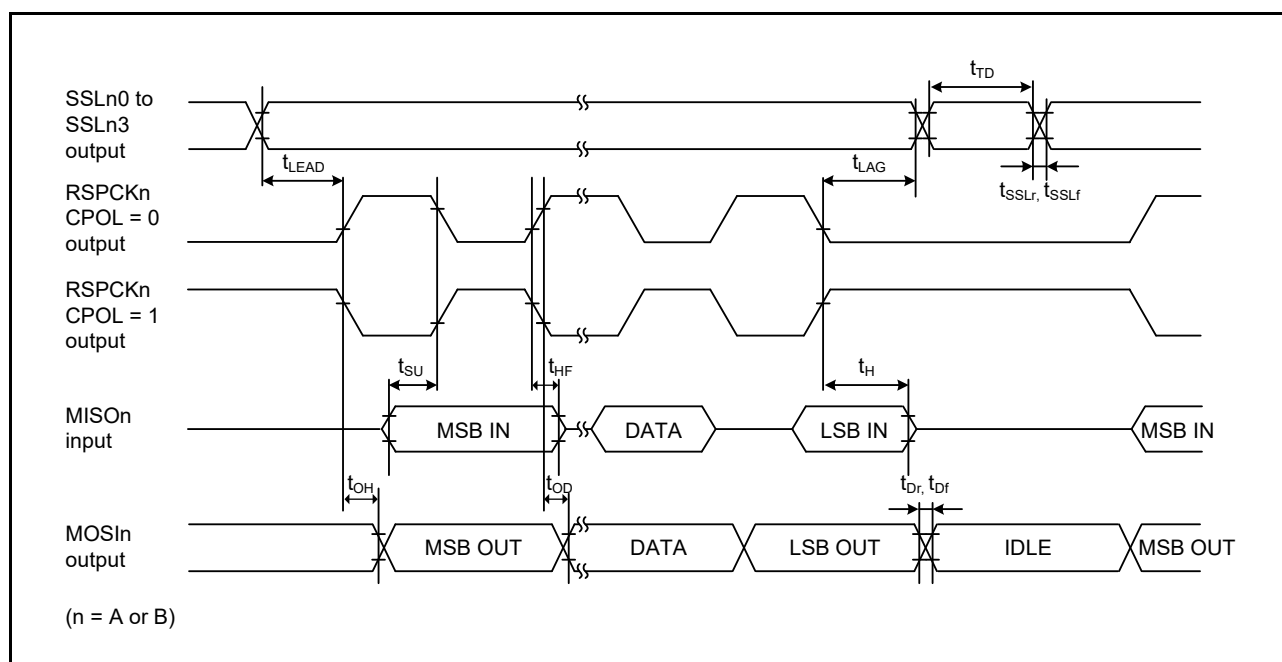 SSLn0 to
SSLn3
output
tTD
tLEAD
tLAG
tSSLr, tSSLf
RSPCKn
CPOL = 0
output
RSPCKn
CPOL = 1
output
tSU
tHF
tH
MISOn
input
MSB IN
DATA
LSB IN
MSB IN
tOH
tOD
tDr, tDf
MOSIn
output
MSB OUT
DATA
LSB OUT
IDLE
MSB OUT
(n = A or B)